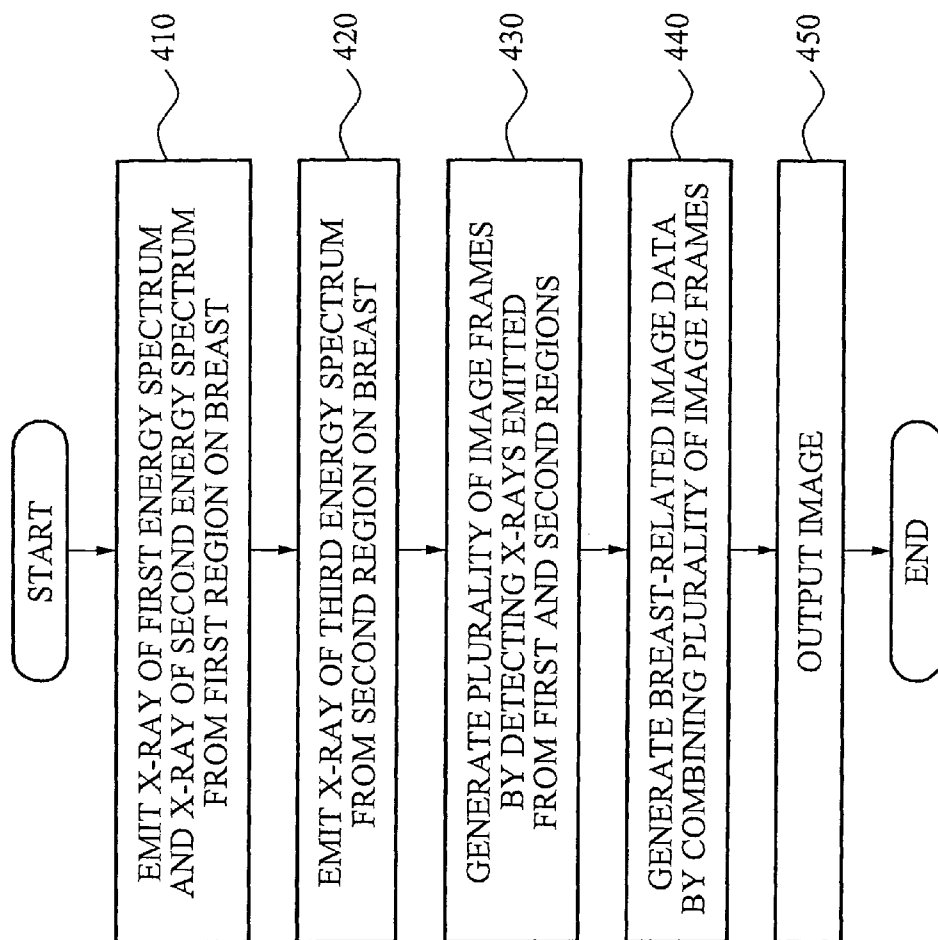 START
EMIT X-RAY OF FIRST ENERGY SPECTRUM
AND X-RAY OF SECOND ENERGY SPECTRUM
FROM FIRST REGION ON BREAST
410
EMIT X-RAY OF THIRD ENERGY SPECTRUM
FROM SECOND REGION ON BREAST
420
GENERATE PLURALITY OF IMAGE FRAMES
BY DETECTING X-RAYS EMITTED
FROM FIRST AND SECOND REGIONS
430
GENERATE BREAST-RELATED IMAGE DATA
BY COMBINING PLURALITY OF IMAGE FRAMES
440
OUTPUT IMAGE
450
END